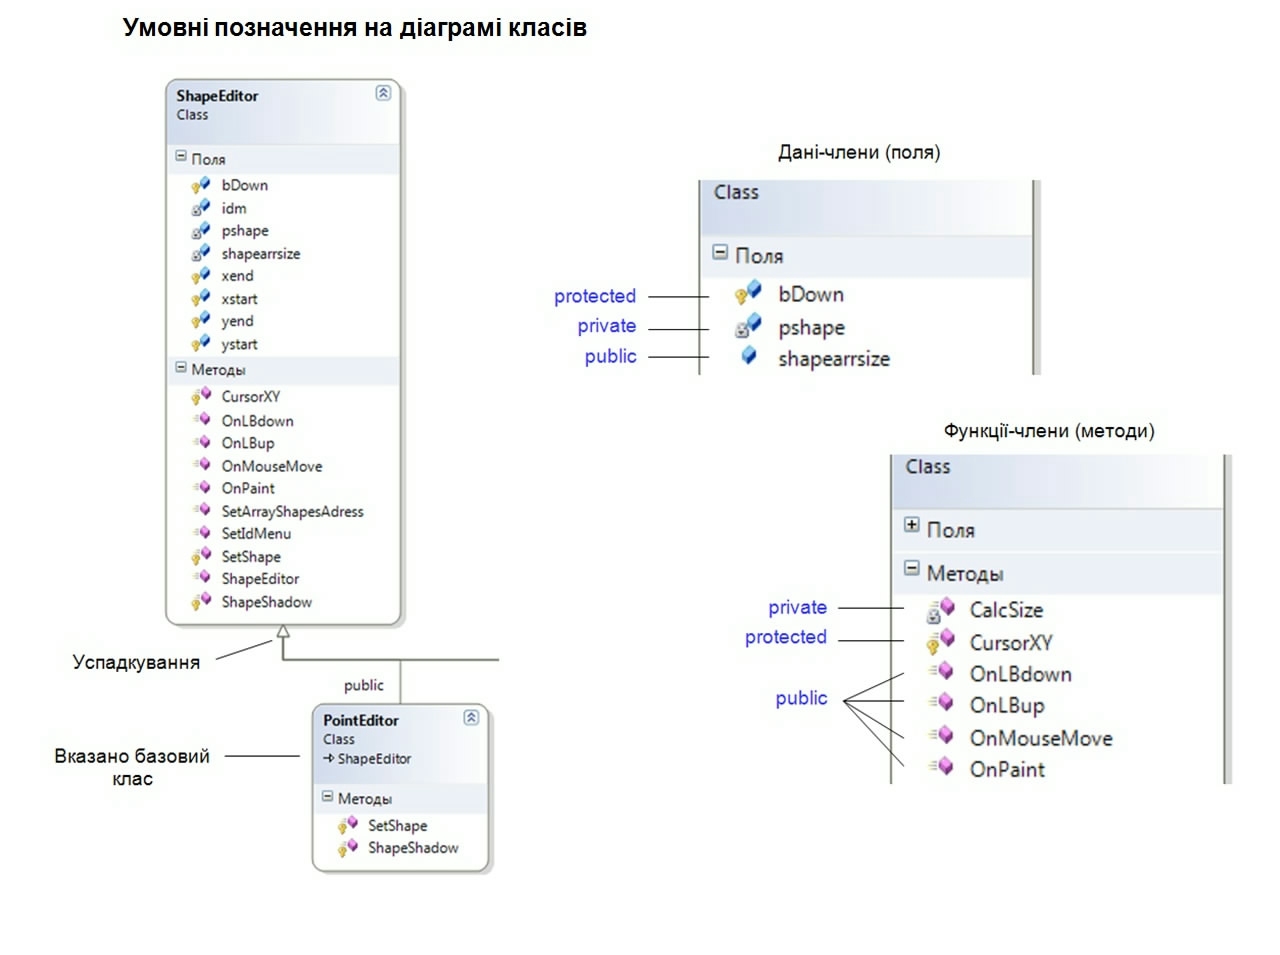 Умовні позначення на діаграмі класів
ShapeEditor
Class
Поля
bDown
idm
pshape
shapearrsize
xend
xstart
yend
ystart
Методы
CursorXY
OnLBdown
OnLBup
OnMouseMove
OnPaint
SetArrayShapesAdress
SetIdMenu
SetShape
ShapeEditor
ShapeShadow
Успадкування
public
PointEditor
Class
ShapeEditor
Вказано базовий
клас
Методы
SetShape
ShapeShadow
Дані-члени (поля)
Class
Поля
protected bDown
private pshape
public shapearrsize
Функції-члени (методи)
Class
Поля
Методы
private CalcSize
protected CursorXY
OnLBdown
public OnLBup
OnMouseMove
OnPaint